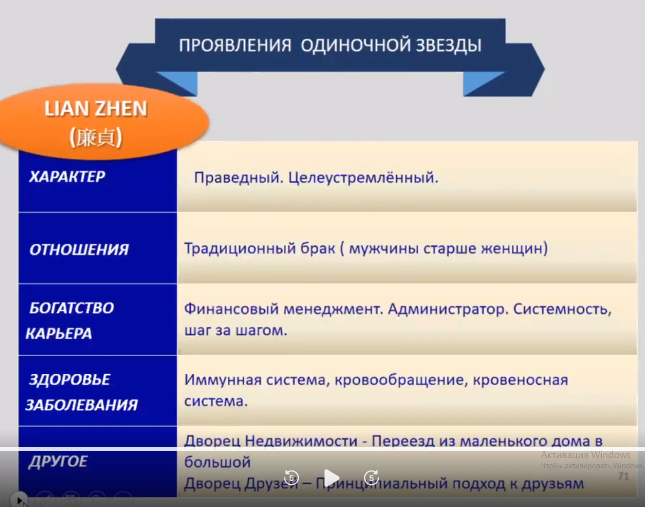 ПРОЯВЛЕНИЯ ОДИНОЧНОЙ ЗВЕЗДЫ
LIAN ZHEN
(廉貞)
ХАРАКТЕР
Праведный. Целеустремлённый.
ОТНОШЕНИЯ
Традиционный брак ( мужчины старше женщин)
БОГАТСТВО
КАРЬЕРА
Финансовый менеджмент. Администратор. Системность,
шаг за шагом.
ЗДОРОВЬЕ
ЗАБОЛЕВАНИЯ
Иммунная система, кровообращение, кровеносная
система.
ДРУГОЕ
Дворец Недвижимости - Переезд из маленького дома в
большой
Дворец Друзей – Принципиальный подход к друзьям
Активация Windows
Чтобы активировать Windows,
71
5
5